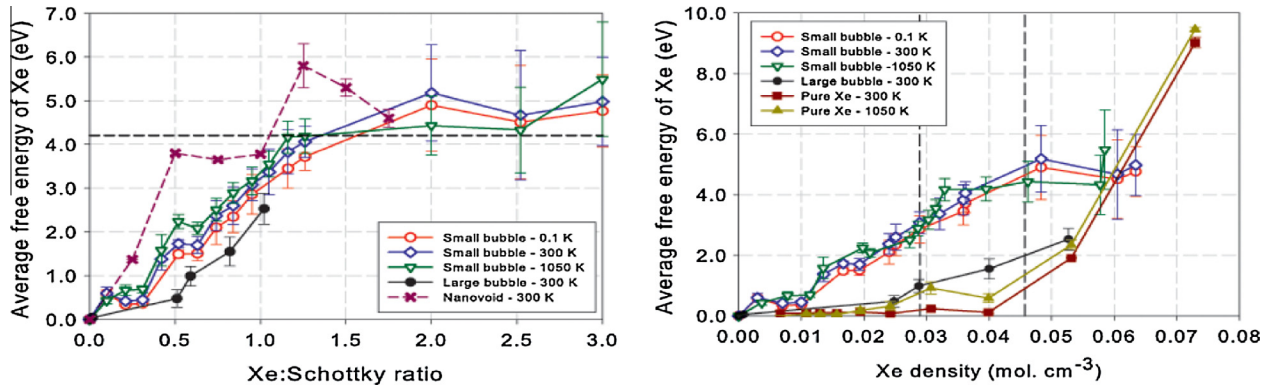 Average free energy of Xe (eV)
7.0
6.0
5.0
4.0
3.0
2.0
1.0
0.0
0.0 0.5 1.0 1.5 2.0 2.5 3.0
Xe:Schottky ratio
Small bubble - 0.1 K
Small bubble - 300 K
Small bubble - 1050 K
Large bubble - 300 K
Nanovoid - 300 K
Average free energy of Xe (eV)
10.0
8.0
6.0
4.0
2.0
0.0
0.00 0.01 0.02 0.03 0.04 0.05 0.06 0.07 0.08
Xe density (mol. cm⁻³)
Small bubble - 0.1 K
Small bubble - 300 K
Small bubble -1050 K
Large bubble - 300 K
Pure Xe - 300 K
Pure Xe - 1050 K